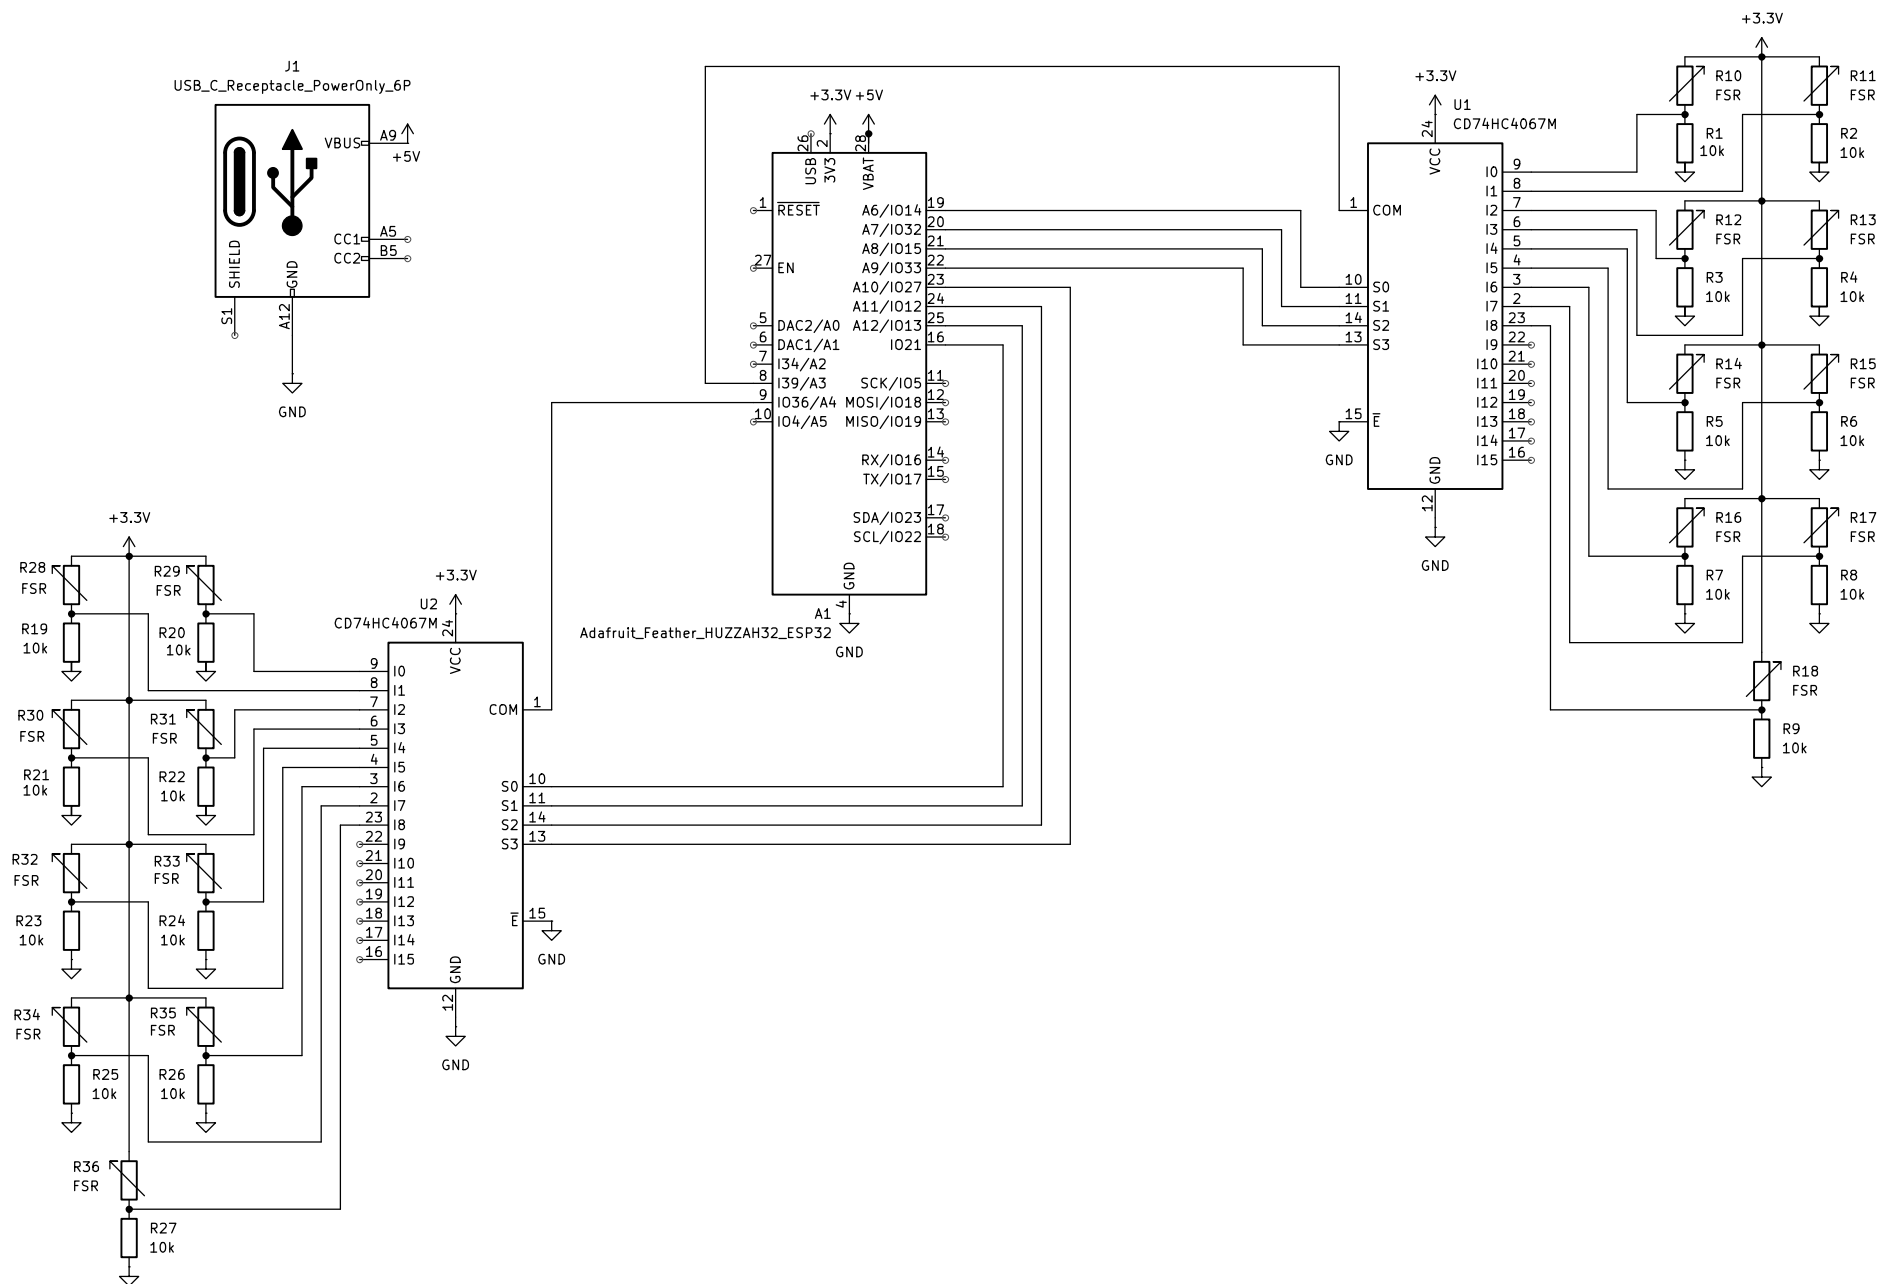 J1
USB_C_Receptacle_PowerOnly_6P
VBUS
A9
+5V
CC1
A5
CC2
B5
SHIELD
S1
GND
A12
GND
+3.3V
+5V
26
USB
2
3V3
28
VBAT
1
RESET
27
EN
5
DAC2/A0
6
DAC1/A1
7
I34/A2
8
I39/A3
9
IO36/A4
10
IO4/A5
A6/IO14
19
A7/IO32
20
A8/IO15
21
A9/IO33
22
A10/IO27
23
A11/IO12
24
A12/IO13
25
IO21
16
SCK/IO5
11
MOSI/IO18
12
MISO/IO19
13
RX/IO16
14
TX/IO17
15
SDA/IO23
17
SCL/IO22
18
GND
4
A1
Adafruit_Feather_HUZZAH32_ESP32
GND
+3.3V
U1
CD74HC4067M
24
VCC
1
COM
10
S0
11
S1
14
S2
13
S3
15
E
GND
GND
12
GND
I0
9
I1
8
I2
7
I3
6
I4
5
I5
4
I6
3
I7
2
I8
23
I9
22
I10
21
I11
20
I12
19
I13
18
I14
17
I15
16
+3.3V
R10
FSR
R11
FSR
R1
10k
R2
10k
R12
FSR
R13
FSR
R3
10k
R4
10k
R14
FSR
R15
FSR
R5
10k
R6
10k
R16
FSR
R17
FSR
R7
10k
R8
10k
R18
FSR
R9
10k
+3.3V
R28
FSR
R29
FSR
R19
10k
R20
10k
R30
FSR
R31
FSR
R21
10k
R22
10k
R32
FSR
R33
FSR
R23
10k
R24
10k
R34
FSR
R35
FSR
R25
10k
R26
10k
R36
FSR
R27
10k
+3.3V
U2
CD74HC4067M
24
VCC
9
I0
8
I1
7
I2
6
I3
5
I4
4
I5
3
I6
2
I7
23
I8
22
I9
21
I10
20
I11
19
I12
18
I13
17
I14
16
I15
COM
1
S0
10
S1
11
S2
14
S3
13
E
15
GND
GND
12
GND